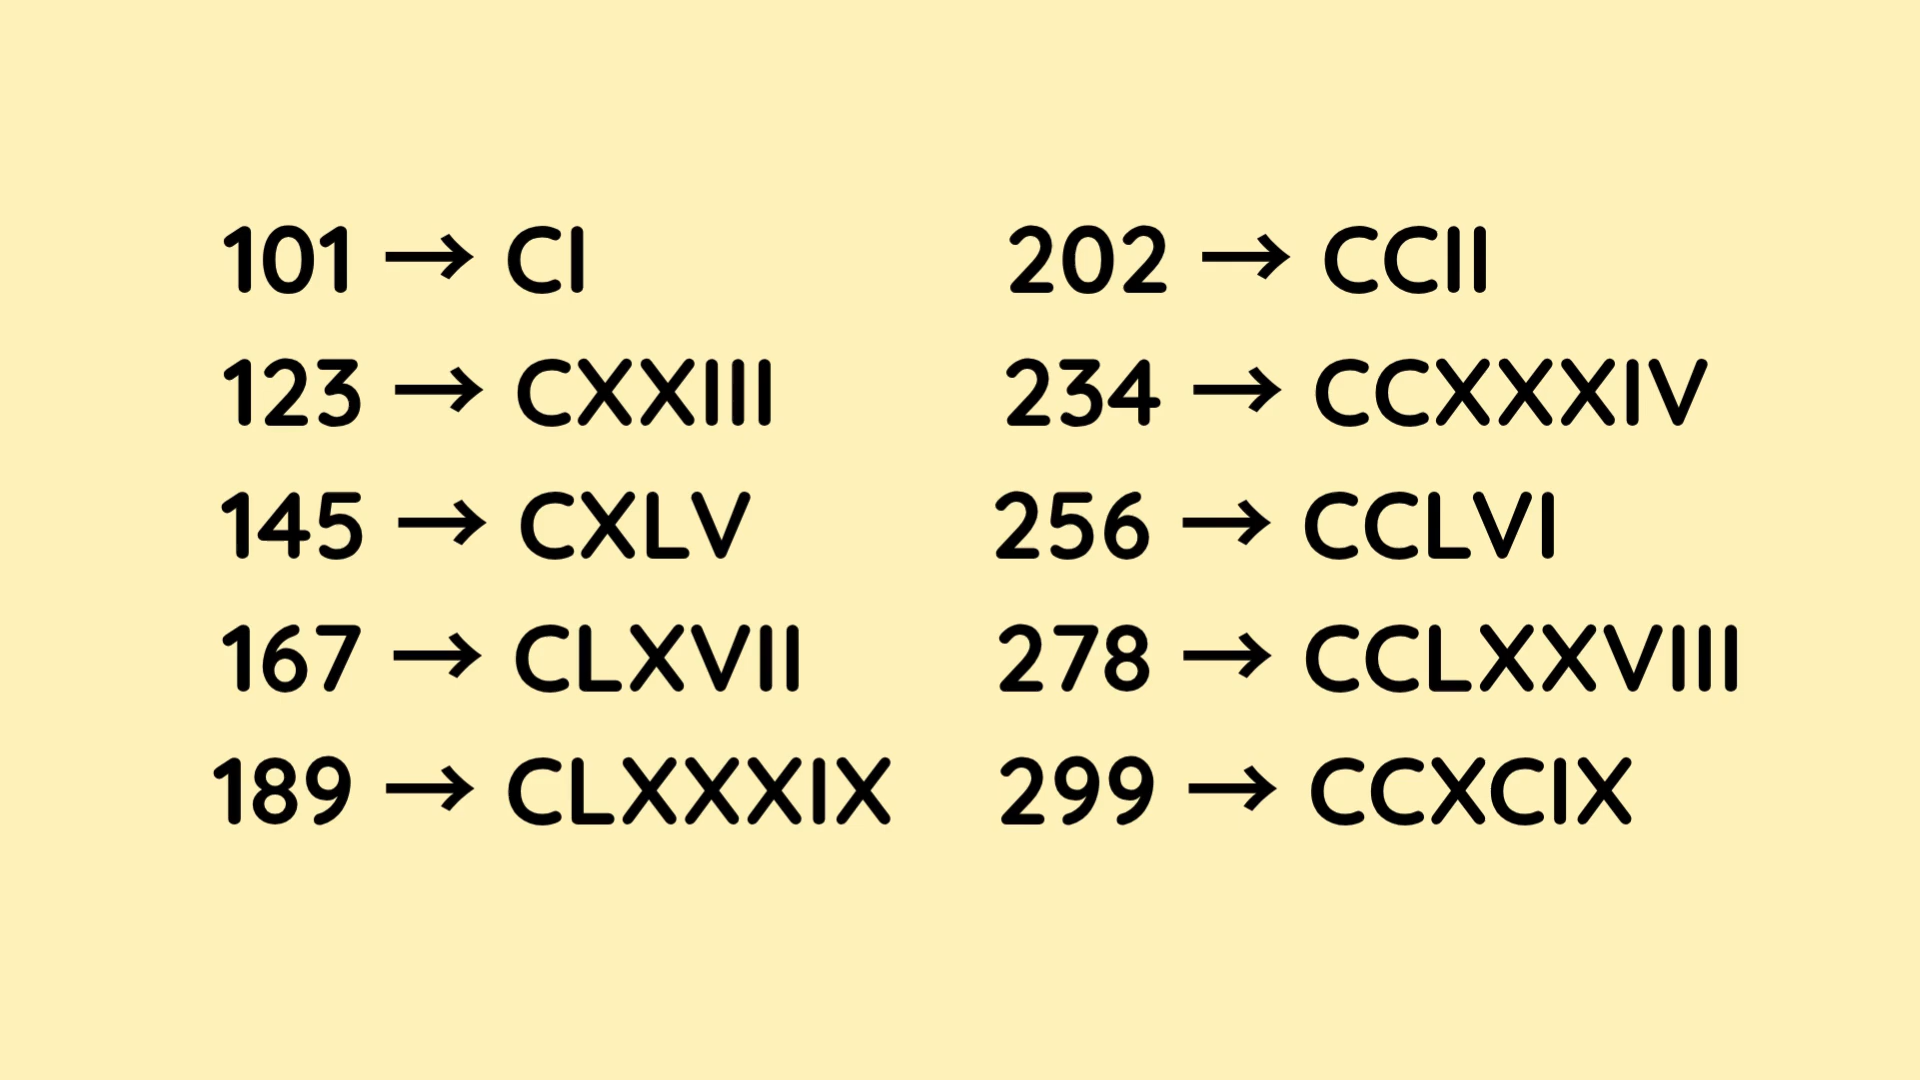 101 → CI
123 → CXXIII
145 → CXLV
167 → CLXVII
189 → CLXXXIX
202 → CCII
234 → CCXXXIV
256 → CCLVI
278 → CCLXXVIII
299 → CCXCIX